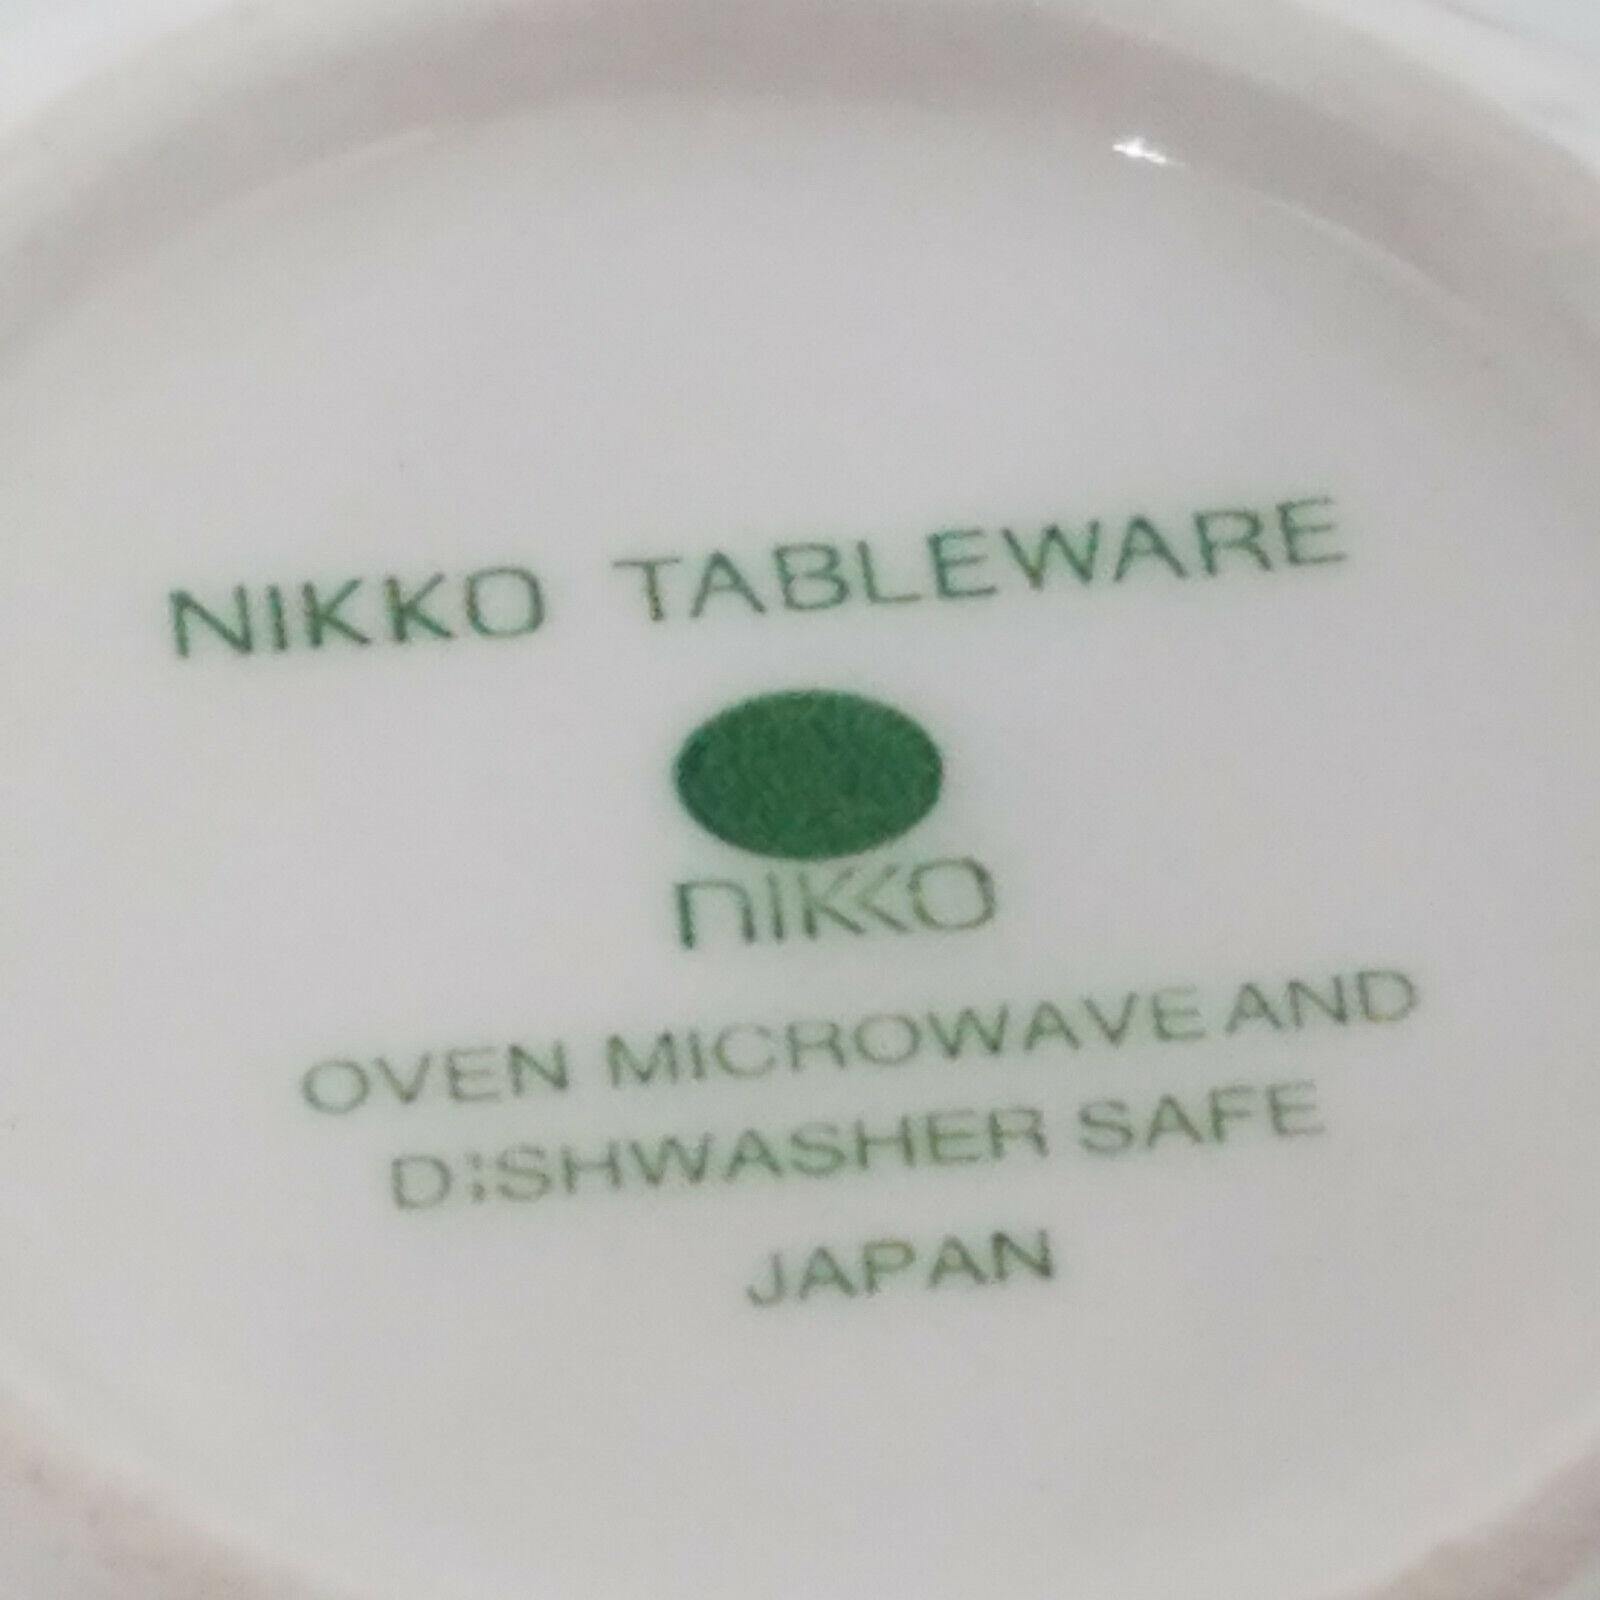 NIKKO TABLEWARE
nikko
OVEN MICROWAVE AND
DISHWASHER SAFE
JAPAN